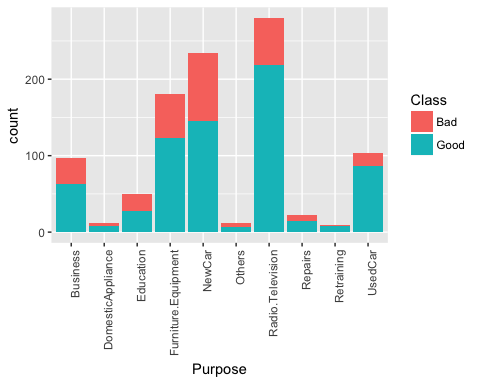 count
200
100
0
Business
DomesticAppliance
Education
Furniture.Equipment
NewCar
Others
Radio.Television
Repairs
Retraining
UsedCar
Purpose
Class
Bad
Good